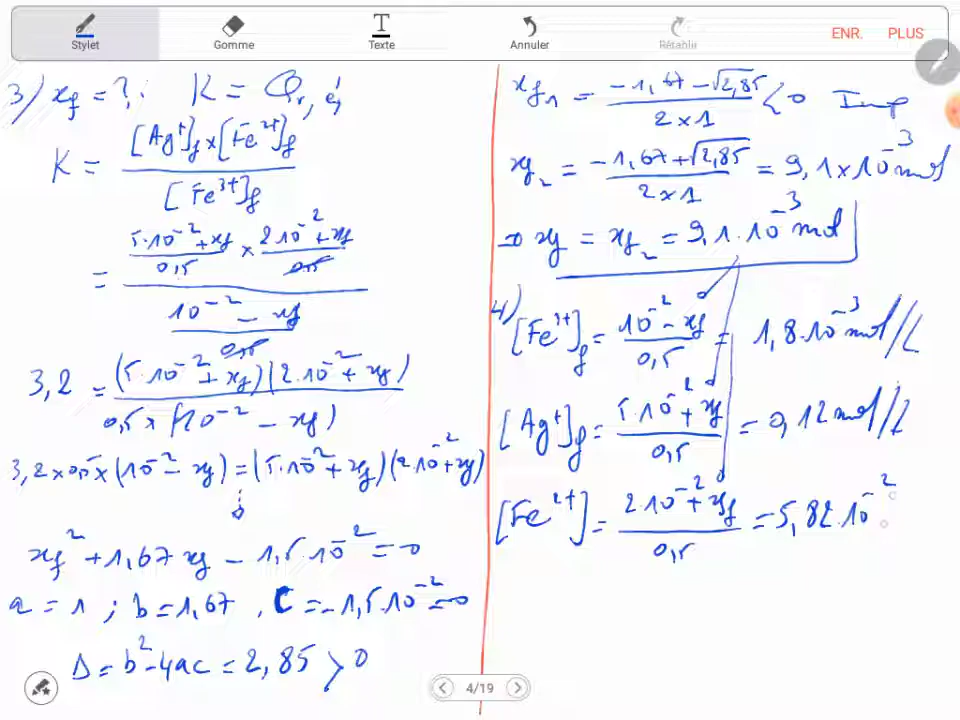 Stylet
Gomme
Texte
Annuler
Rétablir
ENR. PLUS
3) xf = ? : K = Qr, é
K = [Ag⁺]f × [Fe²⁺]f / [Fe³⁺]f
= (5·10⁻² + xf)/0,5 × (2·10⁻² + xf)/0,5 / (10⁻² − xf)/0,5
3,2 = (5·10⁻² + xf)(2·10⁻² + xf) / 0,5 × (10⁻² − xf)
3,2 × 0,5 × (10⁻² − xf) = (5·10⁻² + xf)(2·10⁻² + xf)
xf² + 1,67 xf − 1,5·10⁻² = 0
a = 1 ; b = 1,67 , C = −1,5·10⁻² = 0
Δ = b² − 4ac = 2,85 > 0
xf1 = (−1,67 − √2,85) / 2 × 1 < 0 Imp
xf2 = (−1,67 + √2,85) / 2 × 1 = 9,1 × 10⁻³ mol
⇒ xf = xf2 = 9,1·10⁻³ mol
4) [Fe³⁺]f = (10⁻² − xf) / 0,5 = 1,8·10⁻³ mol/L
[Ag⁺]f = (5·10⁻² + xf) / 0,5 = 0,12 mol/L
[Fe²⁺] = (2·10⁻² + xf) / 0,5 = 5,82·10⁻²
4/19